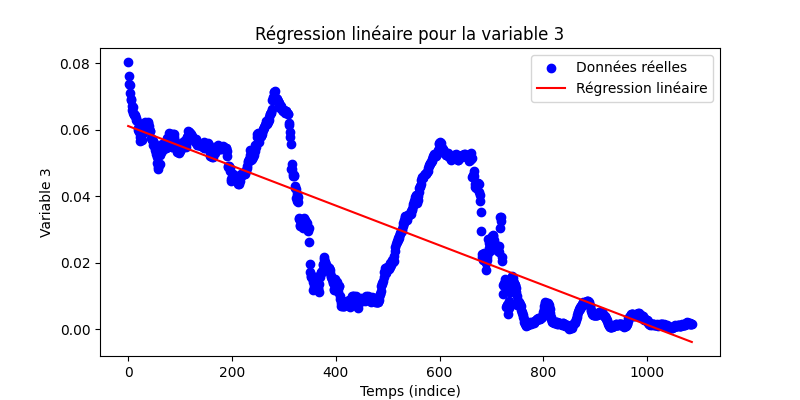 Régression linéaire pour la variable 3
Données réelles
Régression linéaire
0.08
0.06
0.04
0.02
0.00
Variable 3
0 200 400 600 800 1000
Temps (indice)